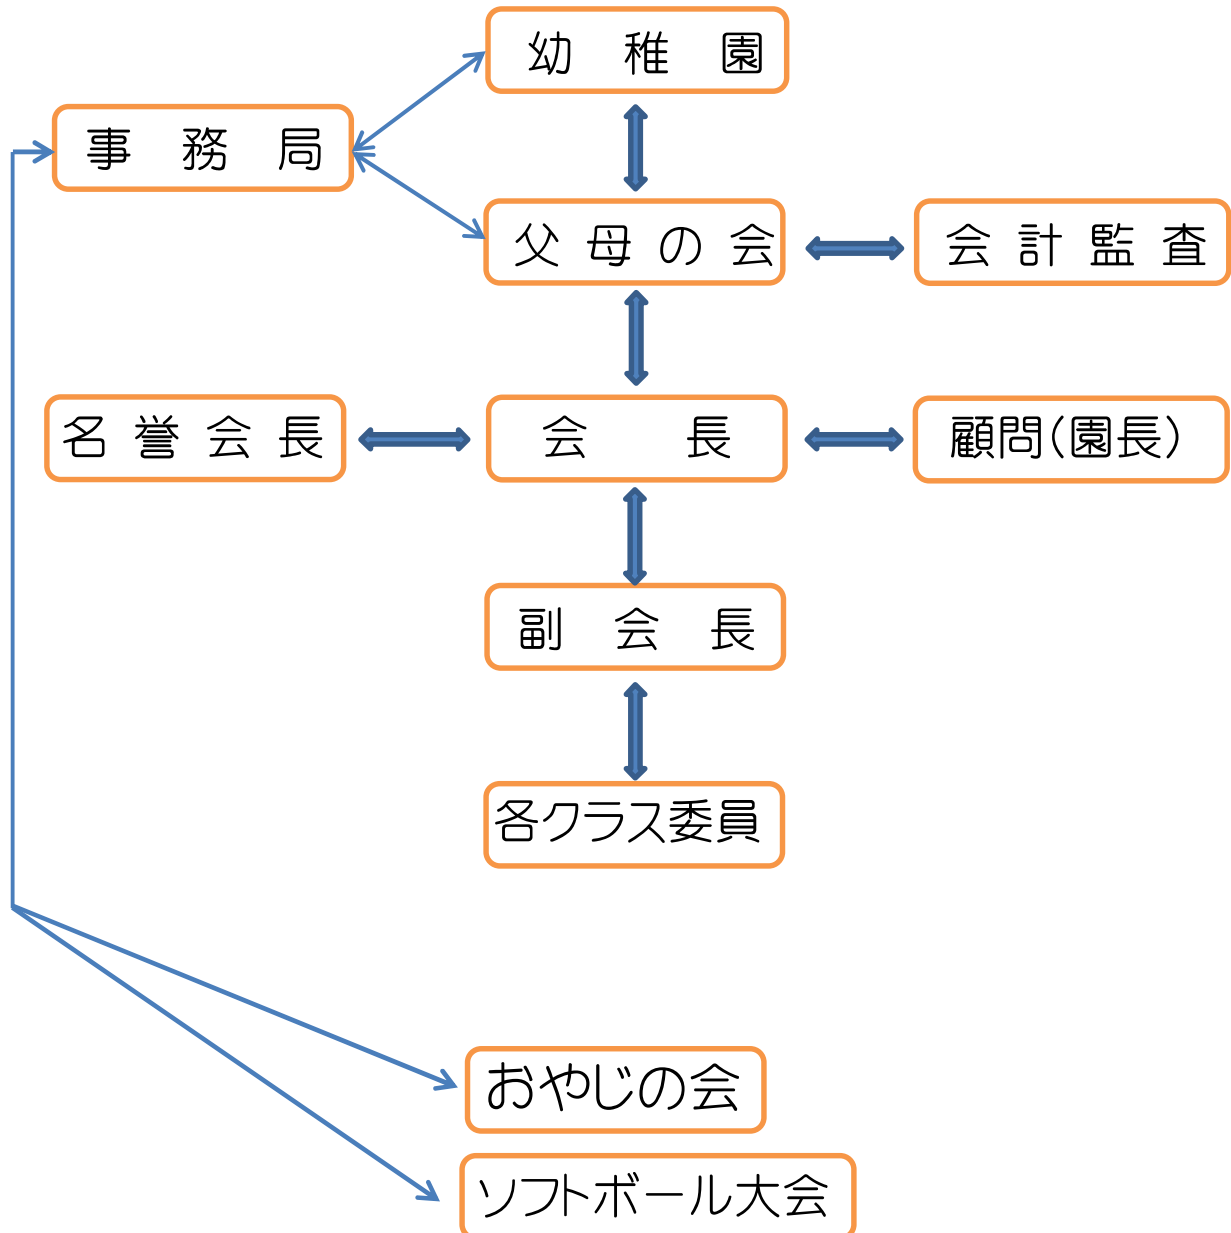 幼稚園
事務局
父母の会
会計監査
名誉会長
会長
顧問(園長)
副会長
各クラス委員
おやじの会
ソフトボール大会